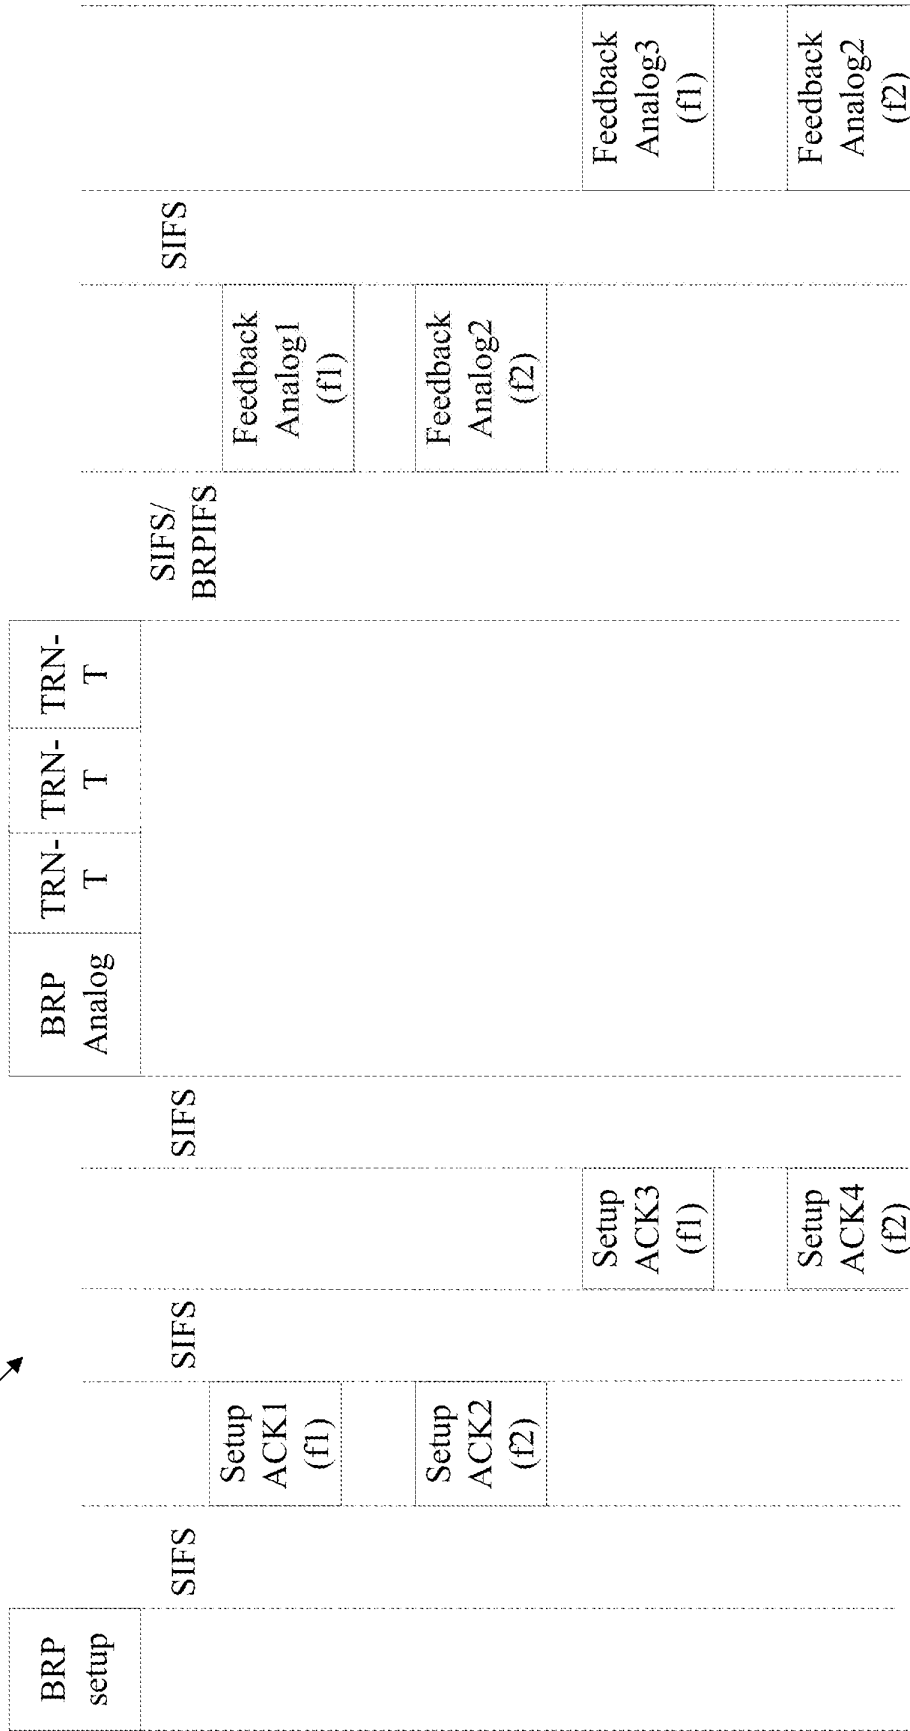 BRP
setup
SIFS
Setup
ACK1
(f1)
Setup
ACK2
(f2)
SIFS
Setup
ACK3
(f1)
Setup
ACK4
(f2)
SIFS
BRP
Analog
TRN-
T
TRN-
T
TRN-
T
SIFS/
BRPIFS
Feedback
Analog1
(f1)
Feedback
Analog2
(f2)
SIFS
Feedback
Analog3
(f1)
Feedback
Analog2
(f2)